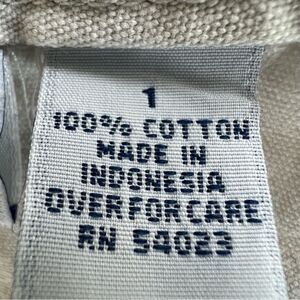 1
100% COTTON
MADE IN
INDONESIA
OVER FOR CARE
RN 54023